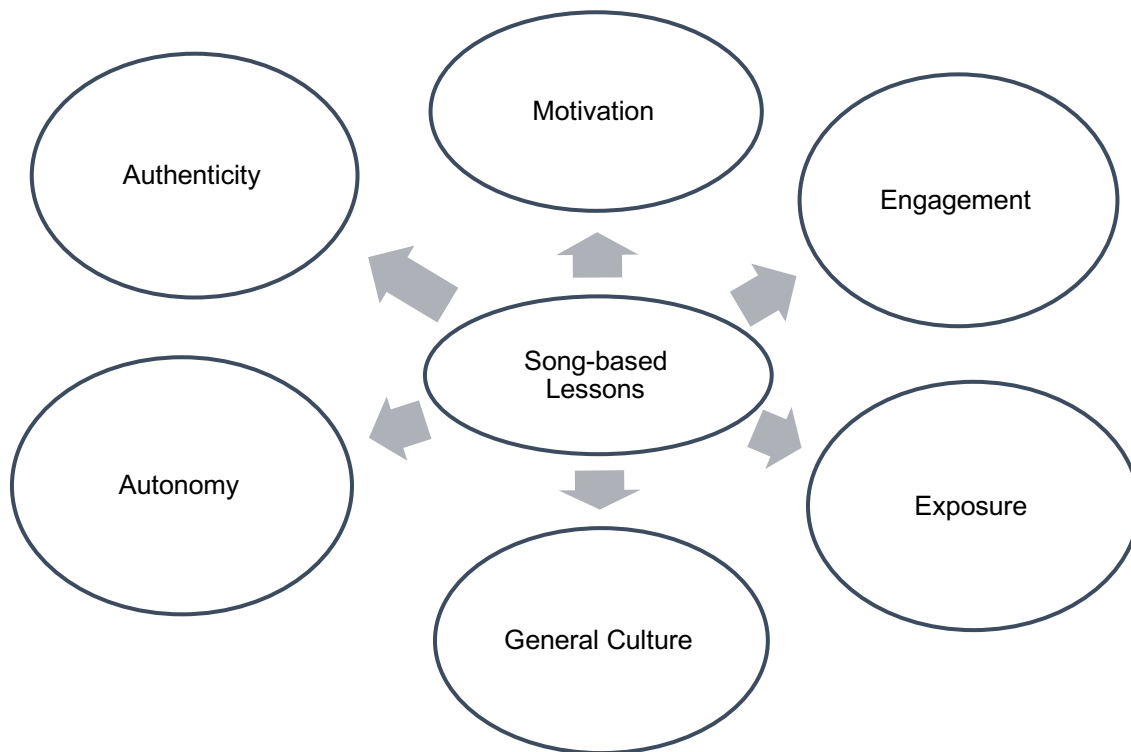 Motivation
Authenticity
Engagement
Song-based
Lessons
Autonomy
Exposure
General Culture